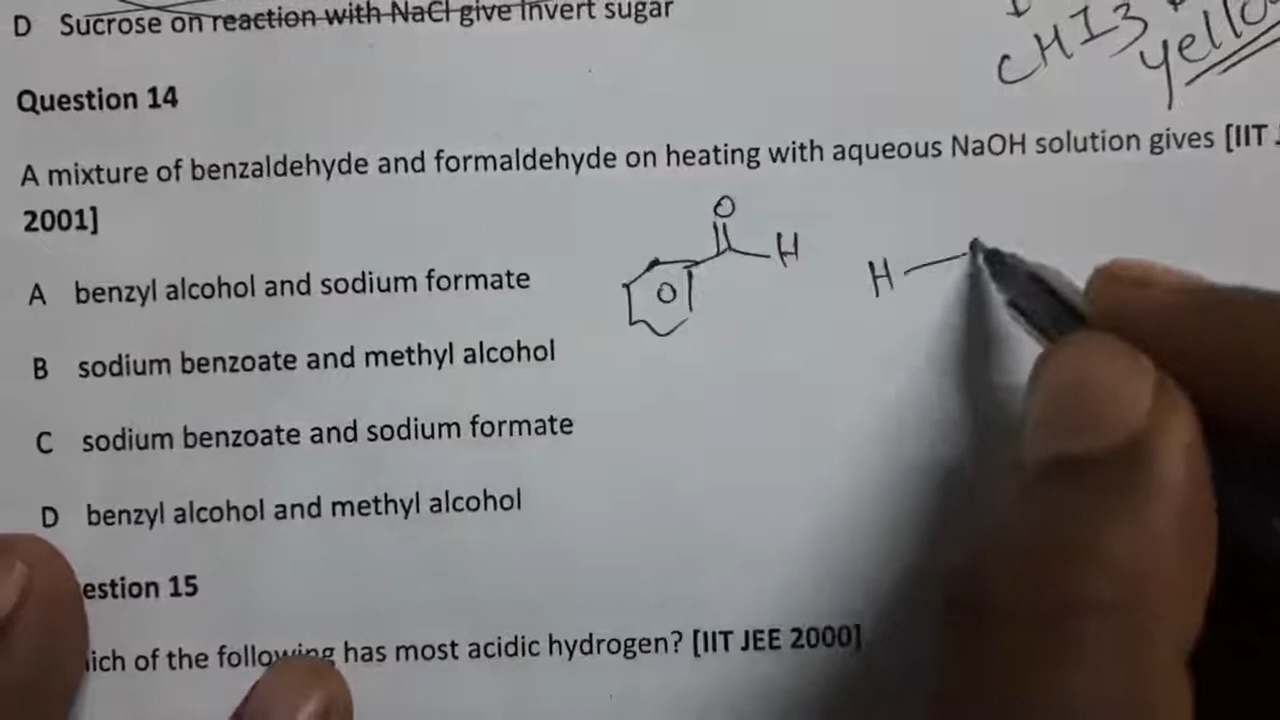 D Sucrose on reaction with NaCl give invert sugar
CHI3
yello
Question 14
A mixture of benzaldehyde and formaldehyde on heating with aqueous NaOH solution gives [IIT
2001]
O
H
O
H
A benzyl alcohol and sodium formate
B sodium benzoate and methyl alcohol
C sodium benzoate and sodium formate
D benzyl alcohol and methyl alcohol
estion 15
ich of the following has most acidic hydrogen? [IIT JEE 2000]